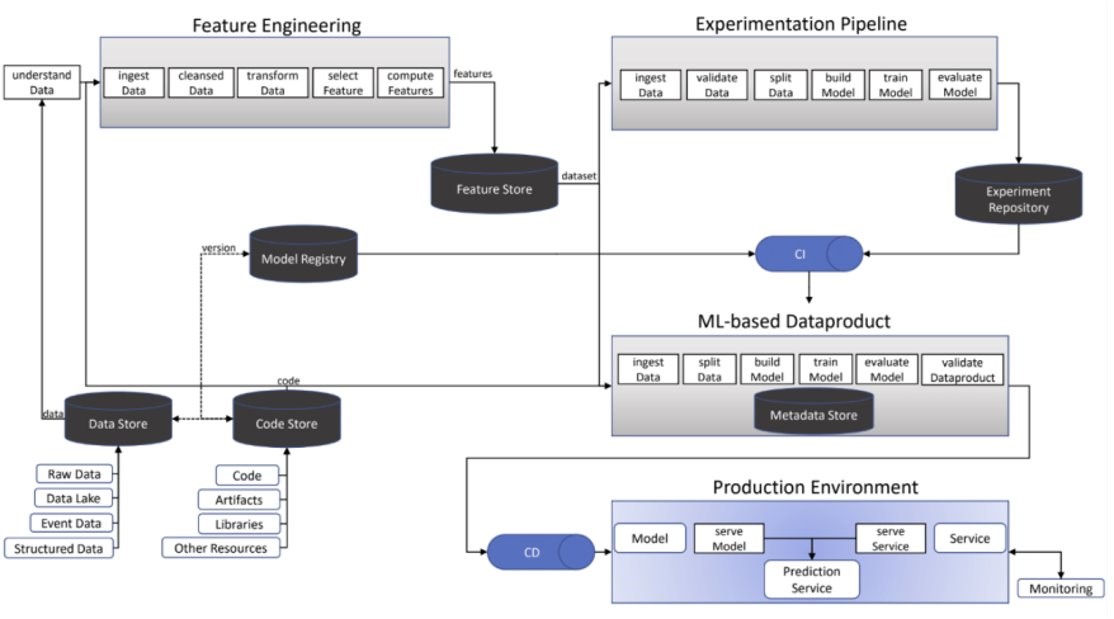 Feature Engineering
Experimentation Pipeline
understand
Data
ingest
Data
cleansed
Data
transform
Data
select
Feature
compute
Features
features
ingest
Data
validate
Data
split
Data
build
Model
train
Model
evaluate
Model
Feature Store
dataset
Experiment
Repository
version
Model Registry
CI
ML-based Dataproduct
ingest
Data
split
Data
build
Model
train
Model
evaluate
Model
validate
Dataproduct
Metadata Store
code
data
Data Store
Code Store
Raw Data
Data Lake
Event Data
Structured Data
Code
Artifacts
Libraries
Other Resources
Production Environment
CD
Model
serve
Model
serve
Service
Service
Prediction
Service
Monitoring